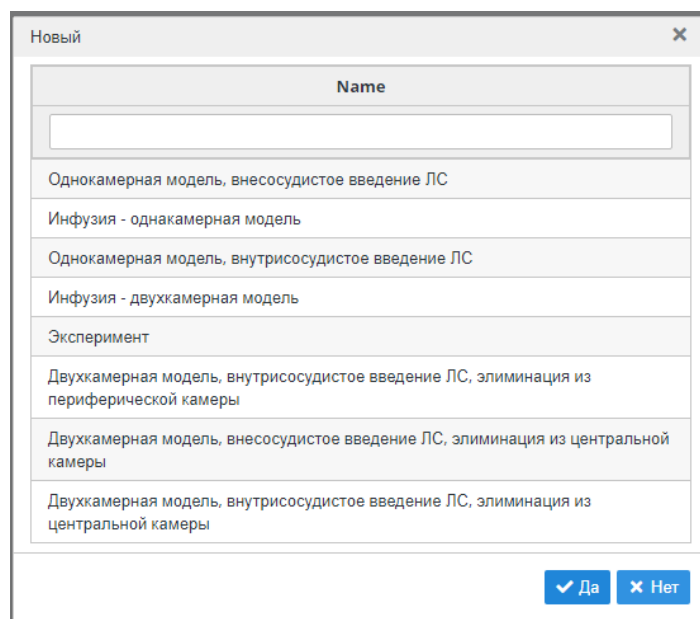 Новый
Name
Однокамерная модель, внесосудистое введение ЛС
Инфузия - однакамерная модель
Однокамерная модель, внутрисосудистое введение ЛС
Инфузия - двухкамерная модель
Эксперимент
Двухкамерная модель, внутрисосудистое введение ЛС, элиминация из
периферической камеры
Двухкамерная модель, внесосудистое введение ЛС, элиминация из центральной
камеры
Двухкамерная модель, внутрисосудистое введение ЛС, элиминация из
центральной камеры
Да Нет